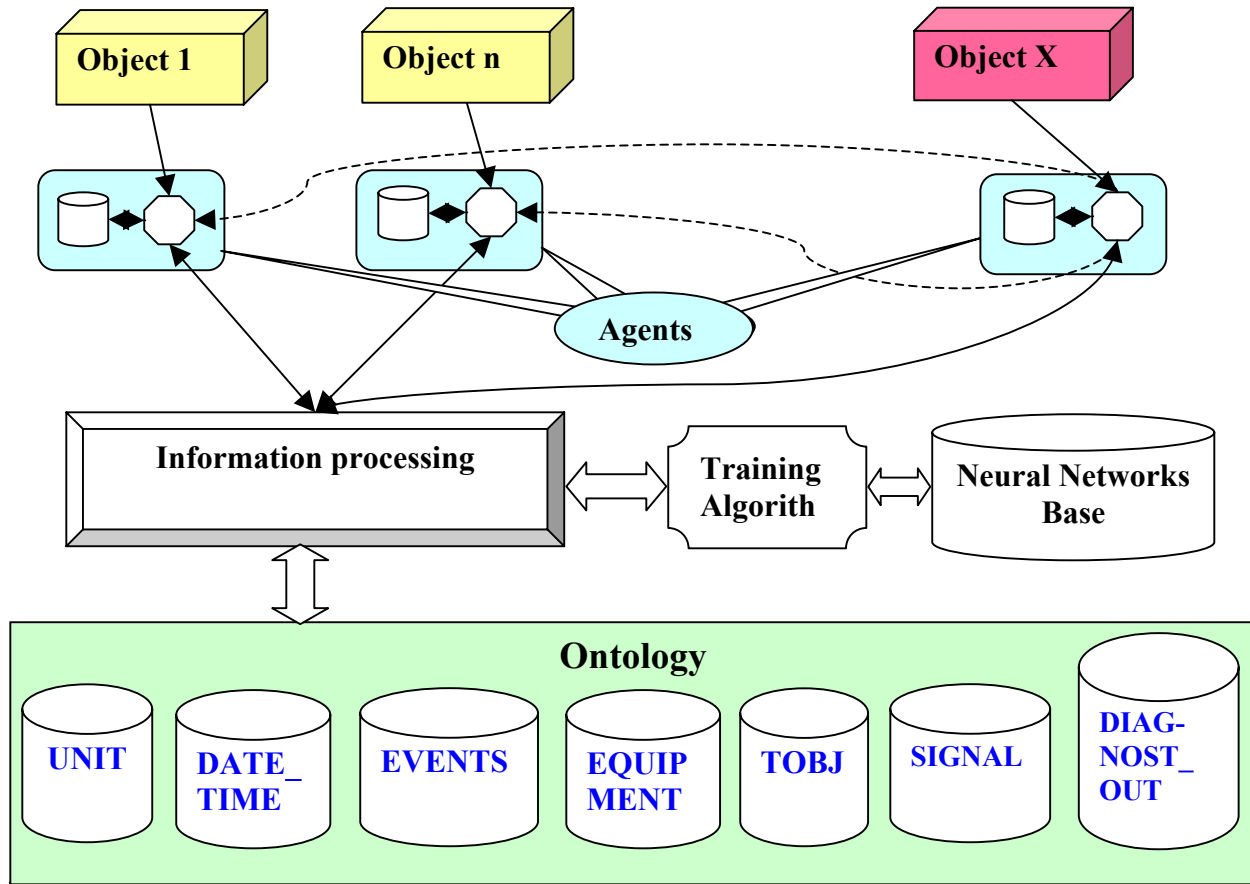 Object 1
Object n
Object X
Agents
Information processing
Training
Algorith
Neural Networks
Base
Ontology
UNIT
DATE_
TIME
EVENTS
EQUIP
MENT
TOBJ
SIGNAL
DIAG-
NOST_
OUT